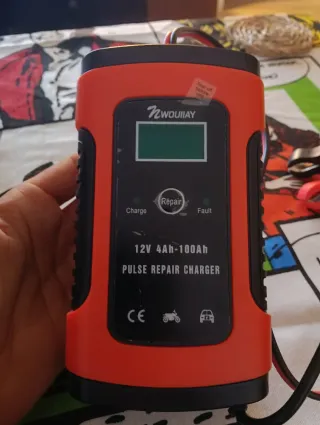 NWOUIIAY
Repair
Charge
Fault
12V 4Ah-100Ah
PULSE REPAIR CHARGER
CE